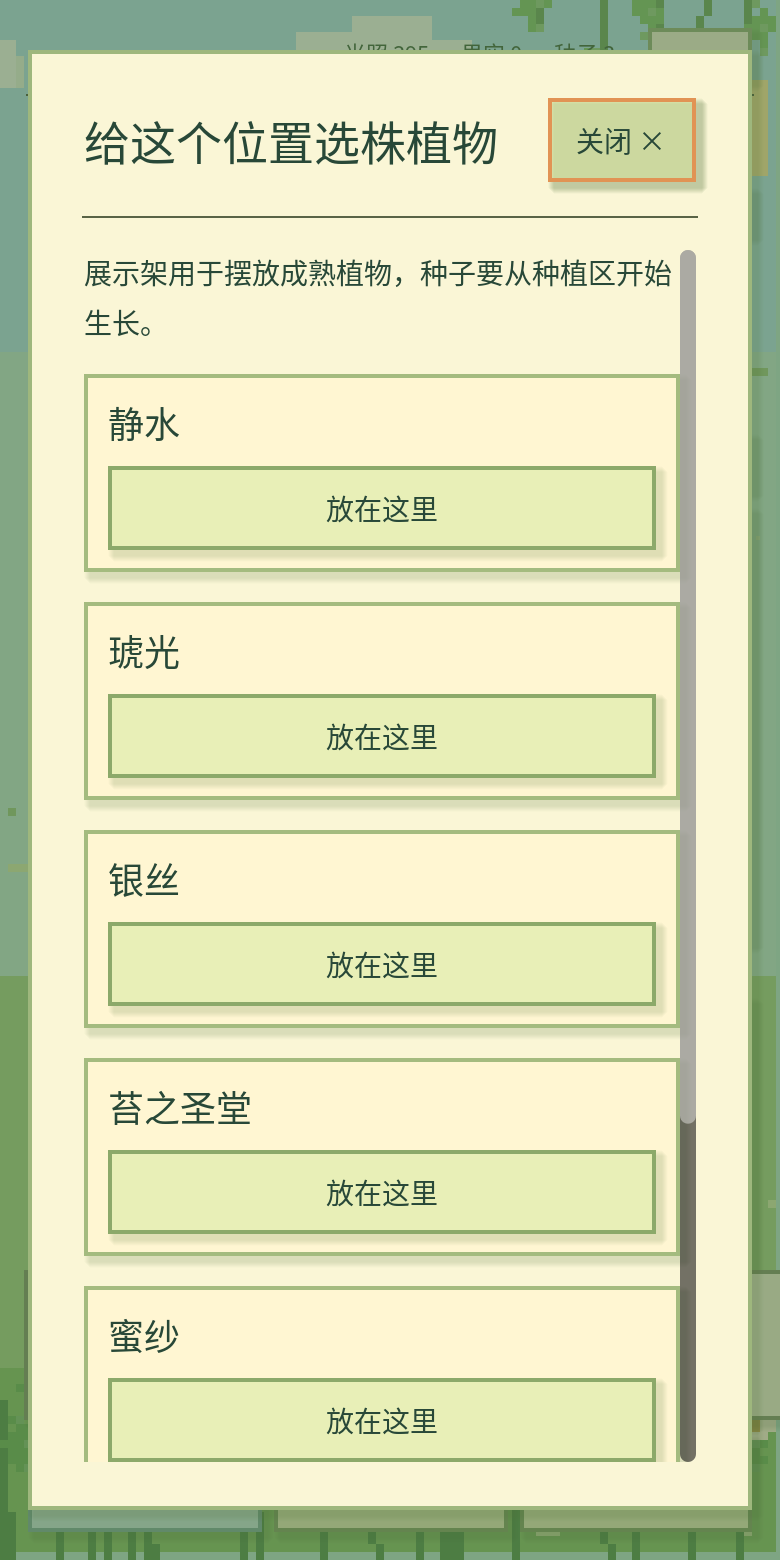 给这个位置选株植物
关闭 ×
展示架用于摆放成熟植物，种子要从种植区开始
生长。
静水
放在这里
琥光
放在这里
银丝
放在这里
苔之圣堂
放在这里
蜜纱
放在这里